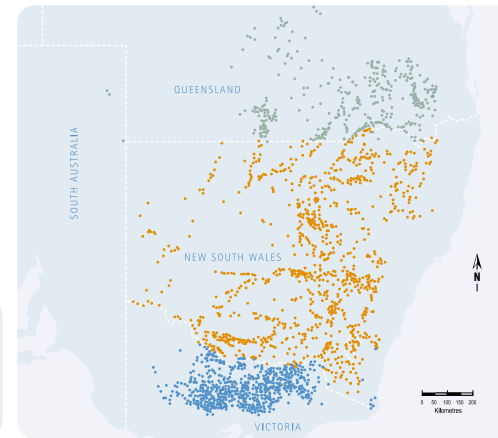 QUEENSLAND
SOUTH AUSTRALIA
NEW SOUTH WALES
N
0 50 100 150 200
Kilometres
VICTORIA